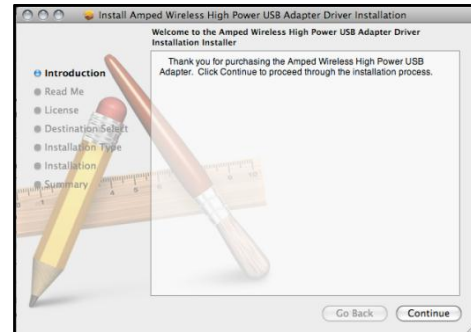 Install Amped Wireless High Power USB Adapter Driver Installation
Welcome to the Amped Wireless High Power USB Adapter Driver
Installation Installer
Thank you for purchasing the Amped Wireless High Power USB
Adapter. Click Continue to proceed through the installation process.
Introduction
Read Me
License
Destination Select
Installation Type
Installation
Summary
Go Back
Continue